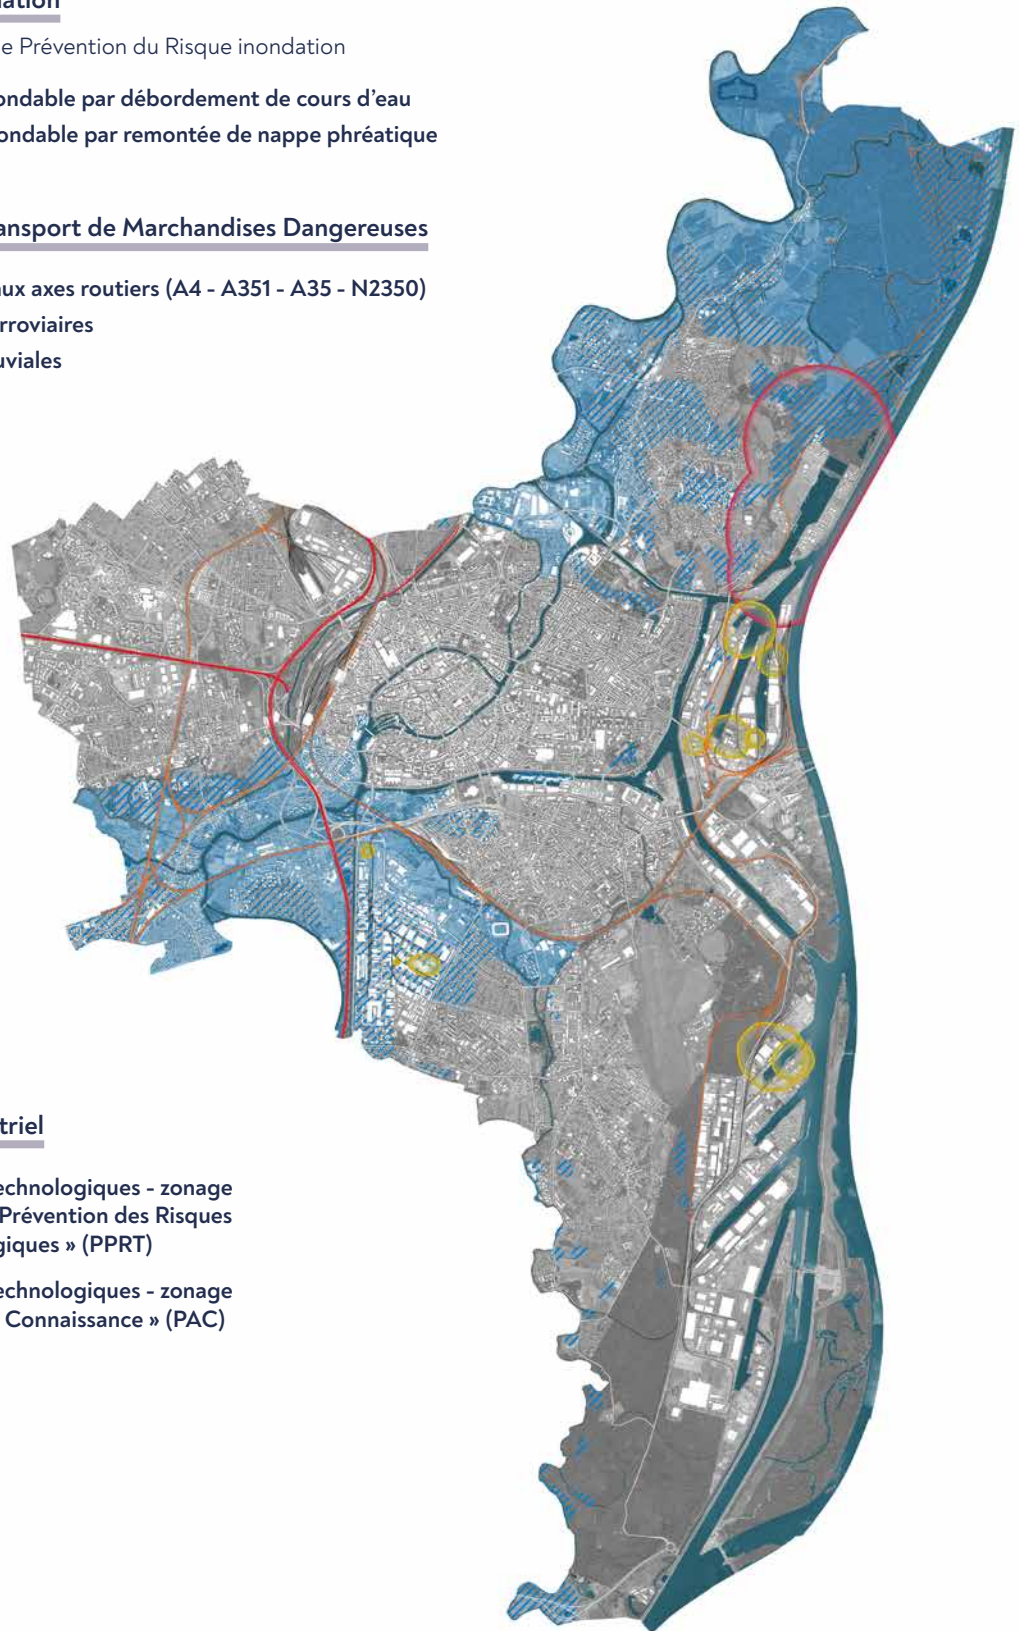 ation
e Prévention du Risque inondation
ondable par débordement de cours d'eau
ondable par remontée de nappe phréatique
ansport de Marchandises Dangereuses
aux axes routiers (A4 - A351 - A35 - N2350)
erroviaires
uviales
triel
echnologiques - zonage
Prévention des Risques
giques » (PPRT)
echnologiques - zonage
Connaissance » (PAC)